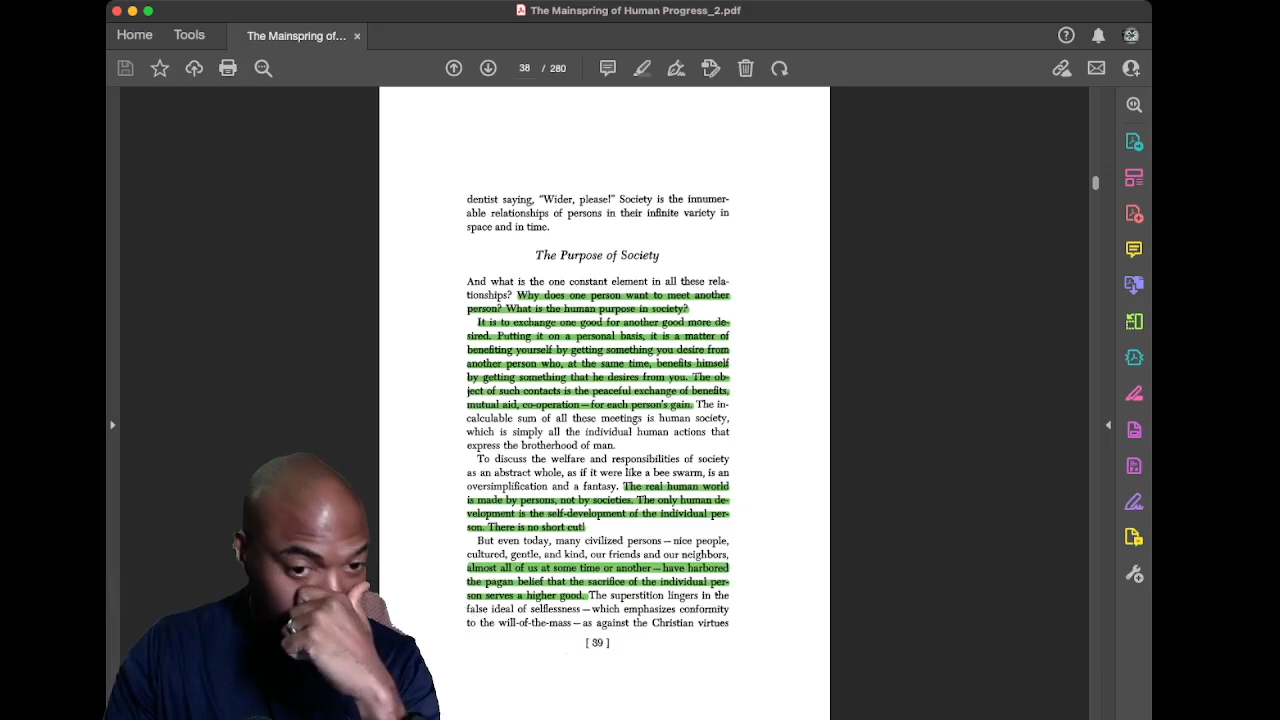 The Mainspring of Human Progress_2.pdf
Home Tools The Mainspring of... ×
38 / 280
dentist saying, "Wider, please!" Society is the innumer-
able relationships of persons in their infinite variety in
space and in time.
The Purpose of Society
And what is the one constant element in all these rela-
tionships? Why does one person want to meet another
person? What is the human purpose in society?
It is to exchange one good for another good more de-
sired. Putting it on a personal basis, it is a matter of
benefiting yourself by getting something you desire from
another person who, at the same time, benefits himself
by getting something that he desires from you. The ob-
ject of such contacts is the peaceful exchange of benefits,
mutual aid, co-operation—for each person's gain. The in-
calculable sum of all these meetings is human society,
which is simply all the individual human actions that
express the brotherhood of man.
To discuss the welfare and responsibilities of society
as an abstract whole, as if it were like a bee swarm, is an
oversimplification and a fantasy. The real human world
is made by persons, not by societies. The only human de-
velopment is the self-development of the individual per-
son. There is no short cut!
But even today, many civilized persons—nice people,
cultured, gentle, and kind, our friends and our neighbors,
almost all of us at some time or another—have harbored
the pagan belief that the sacrifice of the individual per-
son serves a higher good. The superstition lingers in the
false ideal of selflessness—which emphasizes conformity
to the will-of-the-mass—as against the Christian virtues
[ 39 ]